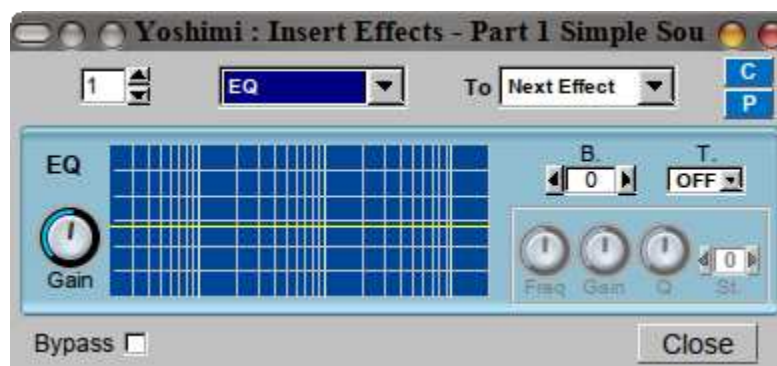 Yoshimi : Insert Effects - Part 1 Simple Sou
1 EQ To Next Effect C
P
EQ B. T.
0 OFF
Gain Freq Gain Q St. 0
Bypass Close